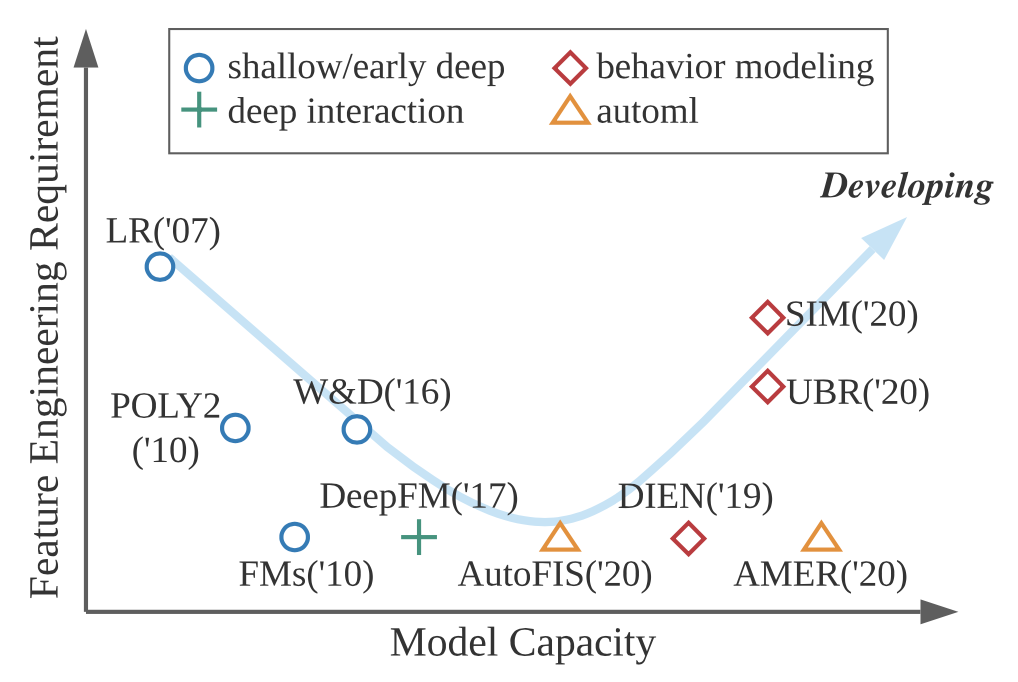 shallow/early deep
behavior modeling
deep interaction
automl
Developing
Feature Engineering Requirement
LR('07)
SIM('20)
W&D('16)
UBR('20)
POLY2
('10)
DeepFM('17)
DIEN('19)
FMs('10)
AutoFIS('20)
AMER('20)
Model Capacity